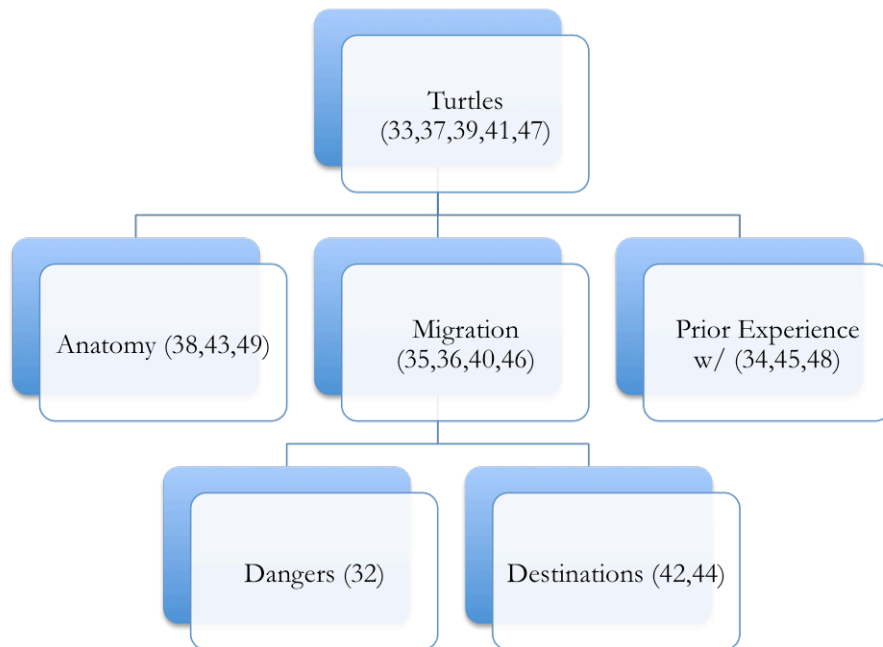 Turtles
(33,37,39,41,47)
Anatomy (38,43,49)
Migration
(35,36,40,46)
Prior Experience
w/ (34,45,48)
Dangers (32)
Destinations (42,44)